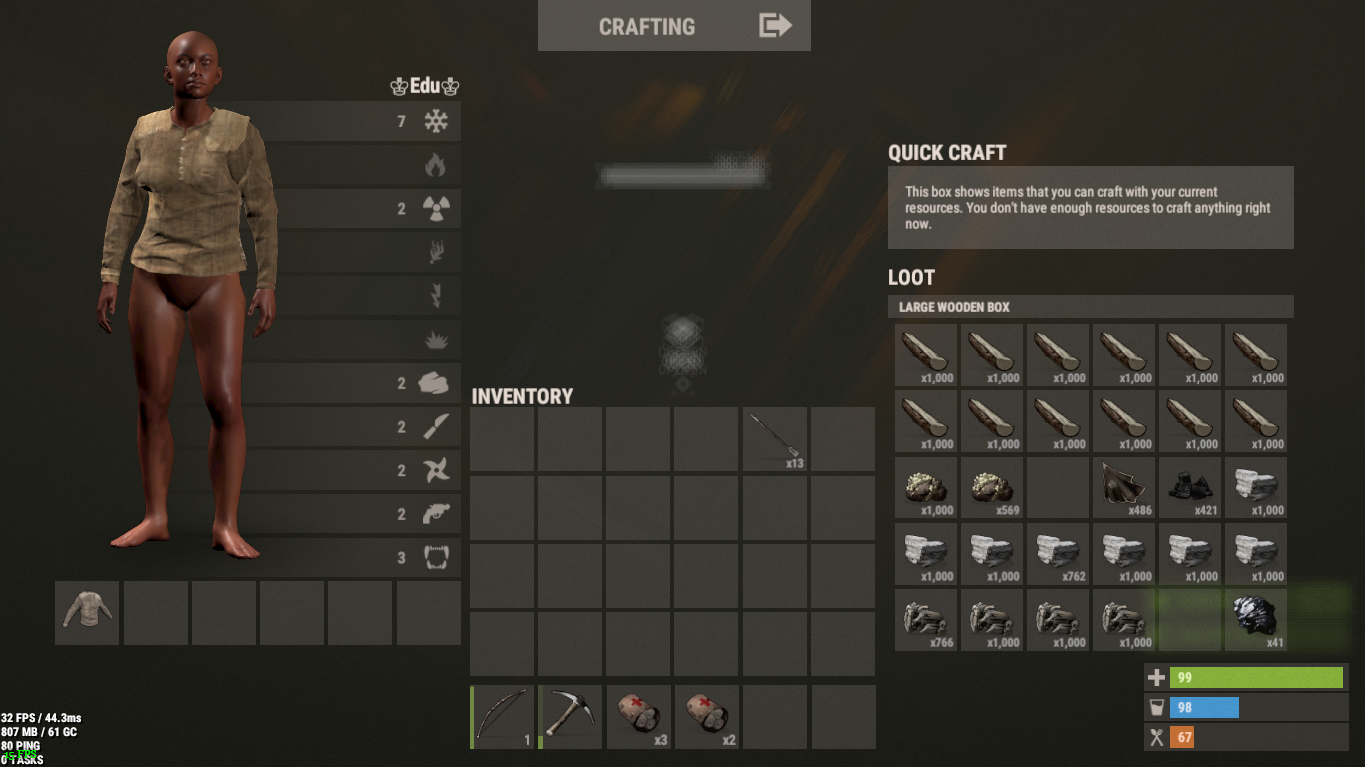 CRAFTING
♔Edu♔
7
2
2
2
2
2
3
QUICK CRAFT
This box shows items that you can craft with your current
resources. You don't have enough resources to craft anything right
now.
LOOT
LARGE WOODEN BOX
x1,000 x1,000 x1,000 x1,000 x1,000 x1,000
x1,000 x1,000 x1,000 x1,000 x1,000 x1,000
x1,000 x569 x486 x421 x1,000
x1,000 x1,000 x762 x1,000 x1,000 x1,000
x766 x1,000 x1,000 x1,000 x41
INVENTORY
x13
1 x3 x2
99
98
67
32 FPS / 44.3ms
807 MB / 61 GC
80 PING
0 TASKS